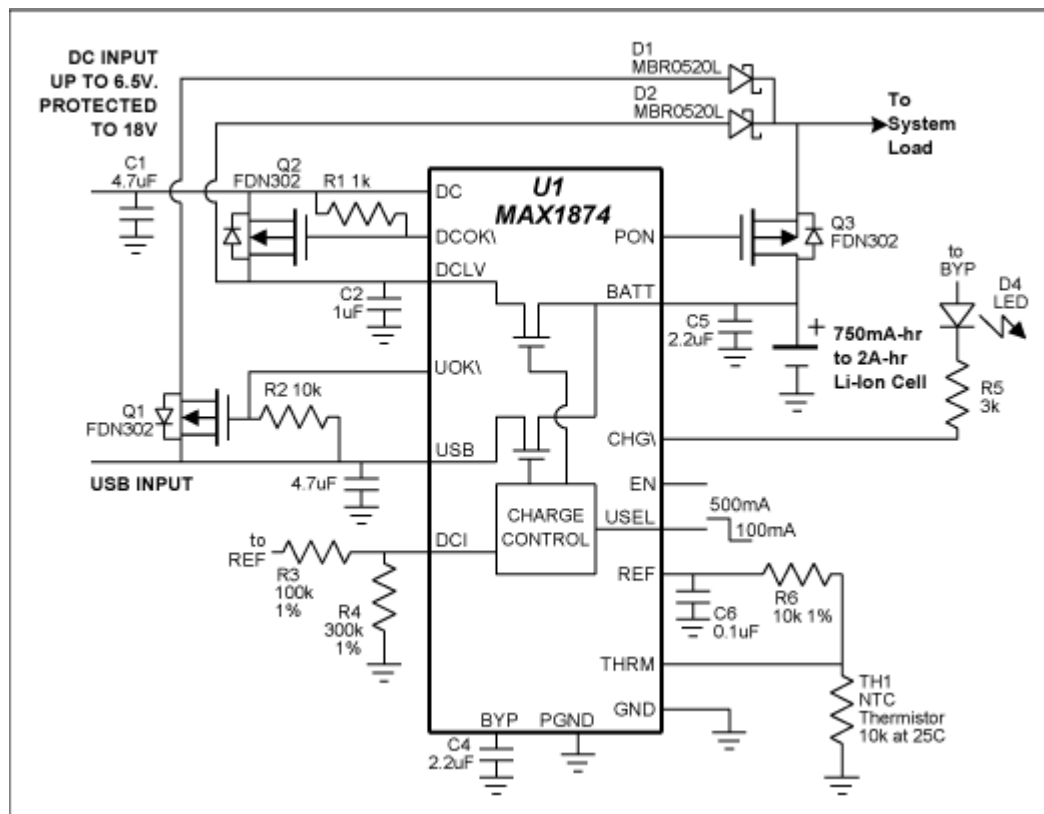 DC INPUT
UP TO 6.5V.
PROTECTED
TO 18V
D1
MBR0520L
D2
MBR0520L
To
System
Load
C1
4.7uF
Q2
FDN302
R1 1k
U1
MAX1874
DC
DCOK\
PON
Q3
FDN302
DCLV
BATT
to
BYP
D4
LED
C2
1uF
C5
2.2uF
+
750mA-hr
to 2A-hr
Li-Ion Cell
R5
3k
UOK\
R2 10k
Q1
FDN302
USB
CHG\
USB INPUT
4.7uF
EN
500mA
USEL
100mA
CHARGE
CONTROL
DCI
to
REF
R3
100k
1%
R4
300k
1%
REF
R6
10k 1%
C6
0.1uF
THRM
TH1
NTC
Thermistor
10k at 25C
GND
BYP
PGND
C4
2.2uF